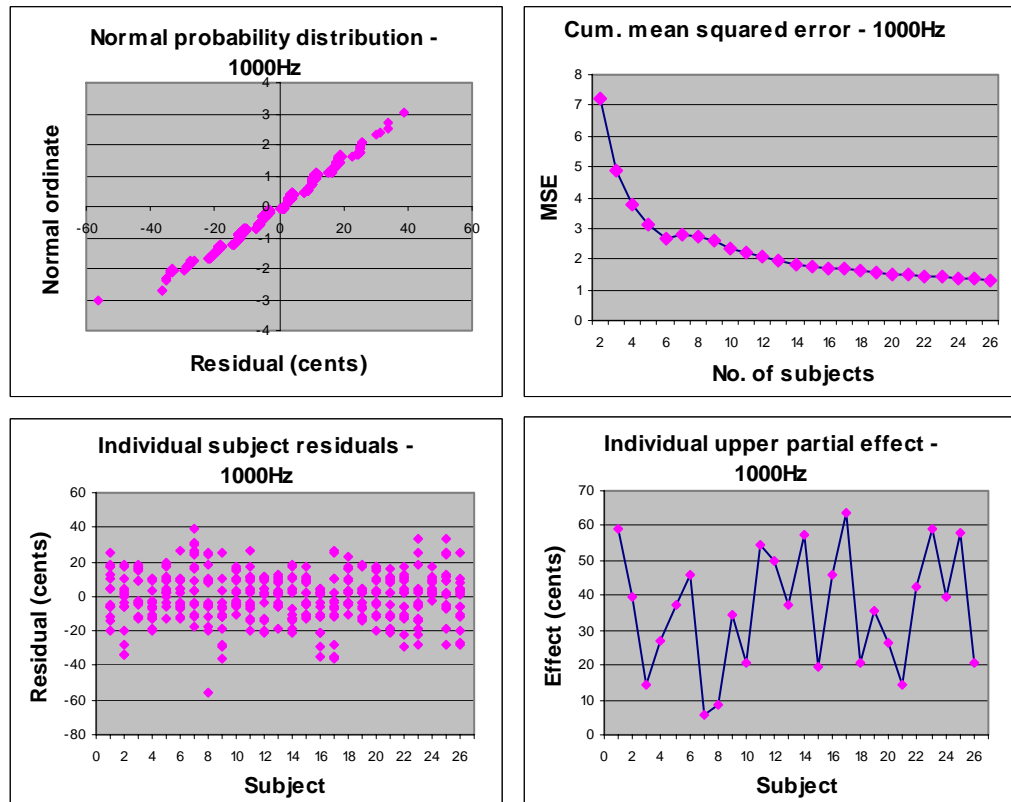 Normal probability distribution -
1000Hz
Normal ordinate
4
3
2
1
0
-1
-2
-3
-4
-60 -40 -20 0 20 40 60
Residual (cents)
Cum. mean squared error - 1000Hz
MSE
8
7
6
5
4
3
2
1
0
2 4 6 8 10 12 14 16 18 20 22 24 26
No. of subjects
Individual subject residuals -
1000Hz
Residual (cents)
60
40
20
0
-20
-40
-60
-80
0 2 4 6 8 10 12 14 16 18 20 22 24 26
Subject
Individual upper partial effect -
1000Hz
Effect (cents)
70
60
50
40
30
20
10
0
0 2 4 6 8 10 12 14 16 18 20 22 24 26
Subject